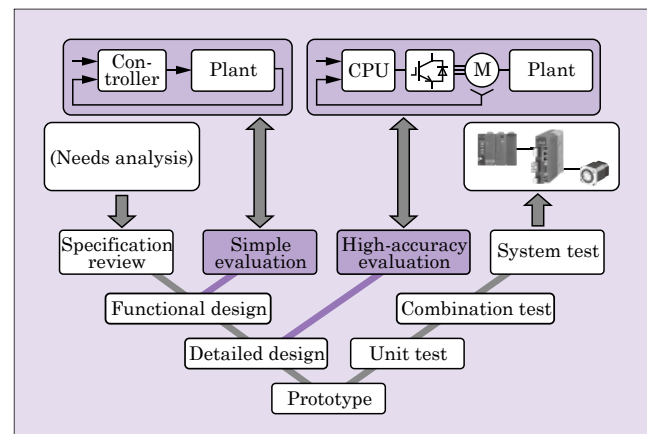 Con-
troller
Plant
CPU
M
Plant
(Needs analysis)
Specification
review
Simple
evaluation
High-accuracy
evaluation
System test
Functional design
Combination test
Detailed design
Unit test
Prototype